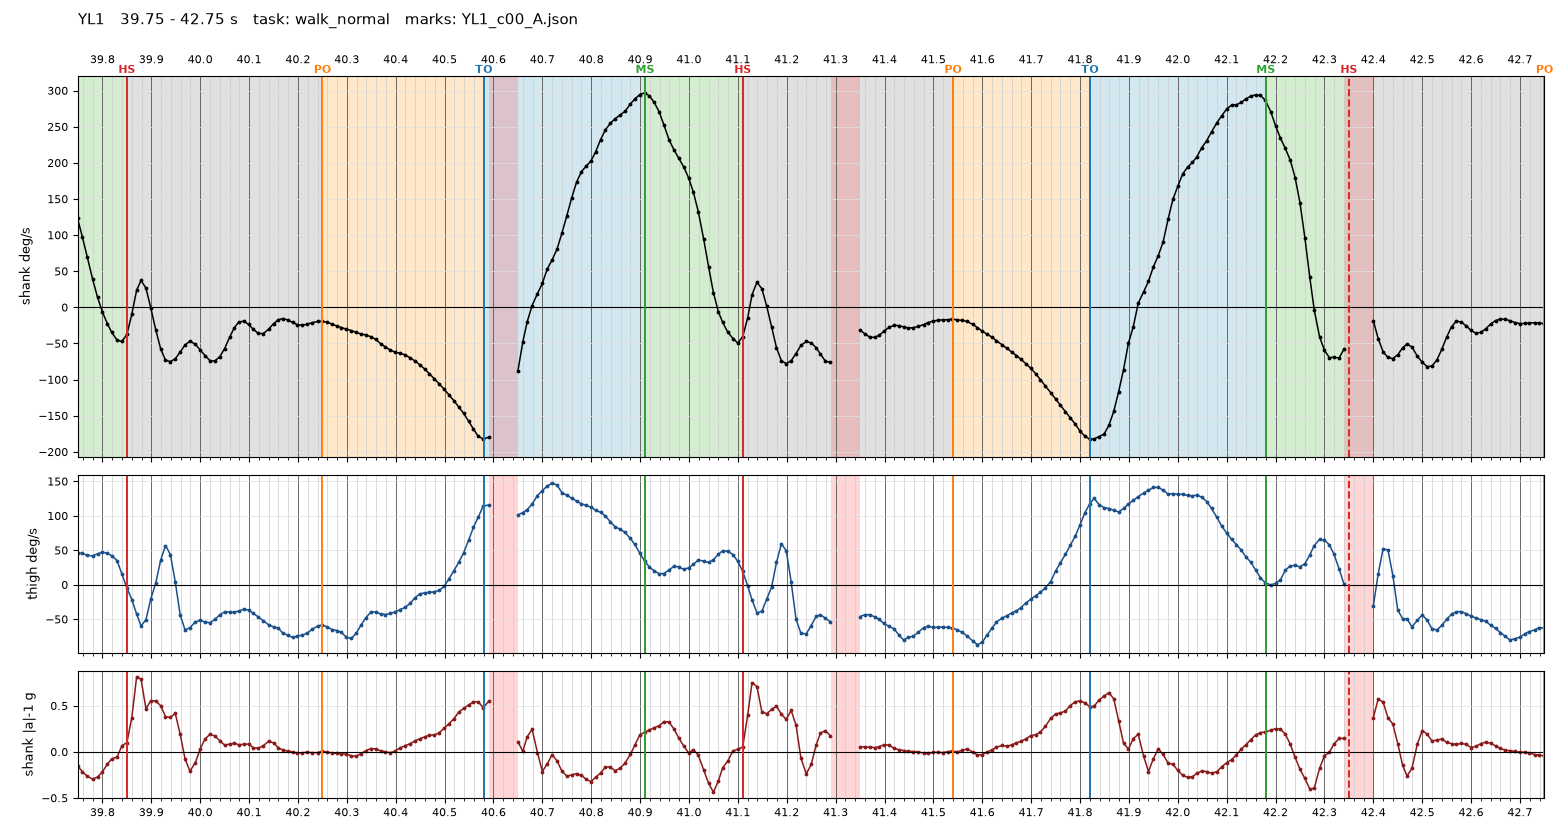 YL1   39.75 - 42.75 s   task: walk_normal   marks: YL1_c00_A.json
39.8 39.9 40.0 40.1 40.2 40.3 40.4 40.5 40.6 40.7 40.8 40.9 41.0 41.1 41.2 41.3 41.4 41.5 41.6 41.7 41.8 41.9 42.0 42.1 42.2 42.3 42.4 42.5 42.6 42.7
HS PO TO MS HS PO TO MS HS PO
shank deg/s
300
250
200
150
100
50
0
−50
−100
−150
−200
thigh deg/s
150
100
50
0
−50
shank |a|-1 g
0.5
0.0
−0.5
39.8 39.9 40.0 40.1 40.2 40.3 40.4 40.5 40.6 40.7 40.8 40.9 41.0 41.1 41.2 41.3 41.4 41.5 41.6 41.7 41.8 41.9 42.0 42.1 42.2 42.3 42.4 42.5 42.6 42.7